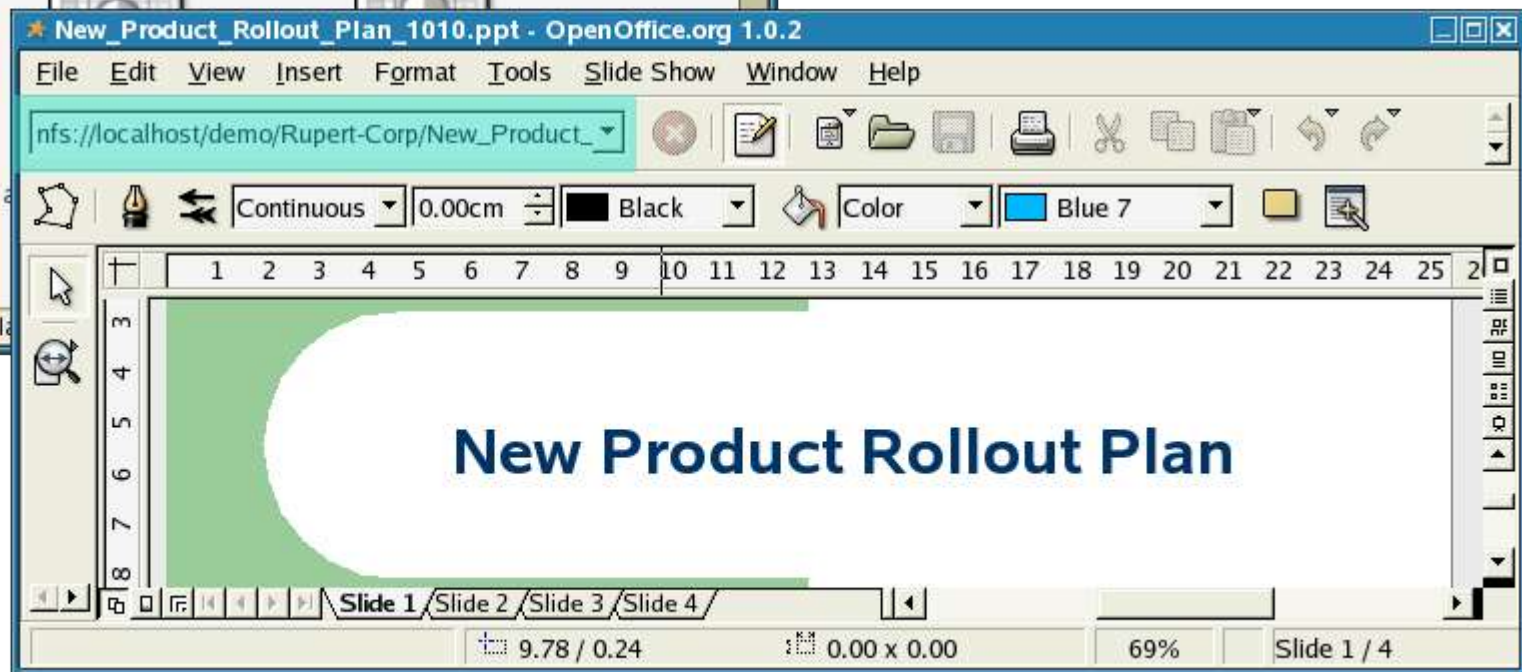 New_Product_Rollout_Plan_1010.ppt - OpenOffice.org 1.0.2
File Edit View Insert Format Tools Slide Show Window Help
nfs://localhost/demo/Rupert-Corp/New_Product_
Continuous 0.00cm Black Color Blue 7
1 2 3 4 5 6 7 8 9 10 11 12 13 14 15 16 17 18 19 20 21 22 23 24 25 2
3
4
5
6
7
8
New Product Rollout Plan
Slide 1 Slide 2 Slide 3 Slide 4
9.78 / 0.24 0.00 x 0.00 69% Slide 1 / 4